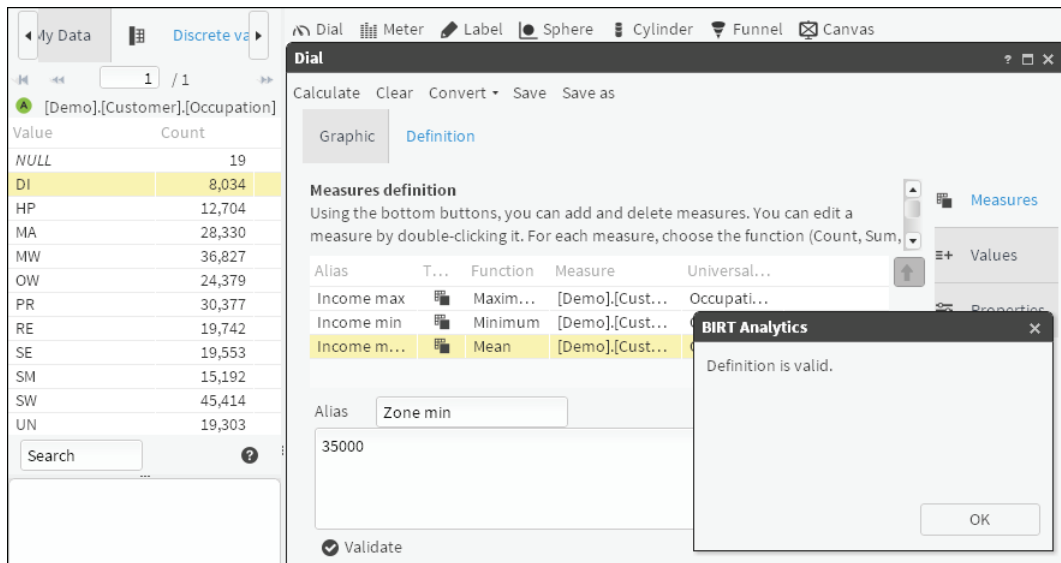 My Data
Discrete va
Dial Meter Label Sphere Cylinder Funnel Canvas
1 / 1
[Demo].[Customer].[Occupation]
Value Count
NULL 19
DI 8,034
HP 12,704
MA 28,330
MW 36,827
OW 24,379
PR 30,377
RE 19,742
SE 19,553
SM 15,192
SW 45,414
UN 19,303
Search
Dial
Calculate Clear Convert Save Save as
Graphic Definition
Measures definition
Using the bottom buttons, you can add and delete measures. You can edit a
measure by double-clicking it. For each measure, choose the function (Count, Sum,
Alias T... Function Measure Universal...
Income max Maxim... [Demo].[Cust... Occupati...
Income min Minimum [Demo].[Cust...
Income m... Mean [Demo].[Cust...
Alias Zone min
35000
Validate
Measures
Values
Properties
BIRT Analytics
Definition is valid.
OK